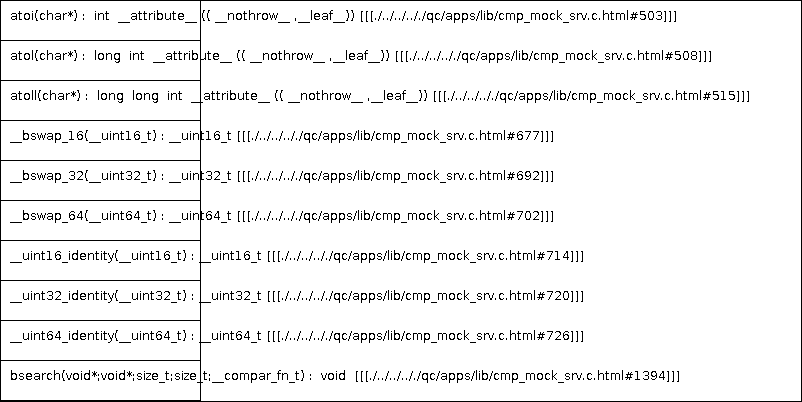 atoi(char*) : int __attribute__ (( __nothrow__ ,__leaf__)) [[[./../../../qc/apps/lib/cmp_mock_srv.c.html#503]]]
atol(char*) : long int __attribute__ (( __nothrow__ ,__leaf__)) [[[./../../../qc/apps/lib/cmp_mock_srv.c.html#508]]]
atoll(char*) : long long int __attribute__ (( __nothrow__ ,__leaf__)) [[[./../../../qc/apps/lib/cmp_mock_srv.c.html#515]]]
__bswap_16(__uint16_t) : __uint16_t [[[./../../../qc/apps/lib/cmp_mock_srv.c.html#677]]]
__bswap_32(__uint32_t) : __uint32_t [[[./../../../qc/apps/lib/cmp_mock_srv.c.html#692]]]
__bswap_64(__uint64_t) : __uint64_t [[[./../../../qc/apps/lib/cmp_mock_srv.c.html#702]]]
__uint16_identity(__uint16_t) : __uint16_t [[[./../../../qc/apps/lib/cmp_mock_srv.c.html#714]]]
__uint32_identity(__uint32_t) : __uint32_t [[[./../../../qc/apps/lib/cmp_mock_srv.c.html#720]]]
__uint64_identity(__uint64_t) : __uint64_t [[[./../../../qc/apps/lib/cmp_mock_srv.c.html#726]]]
bsearch(void*;void*;size_t;size_t;__compar_fn_t) : void [[[./../../../qc/apps/lib/cmp_mock_srv.c.html#1394]]]